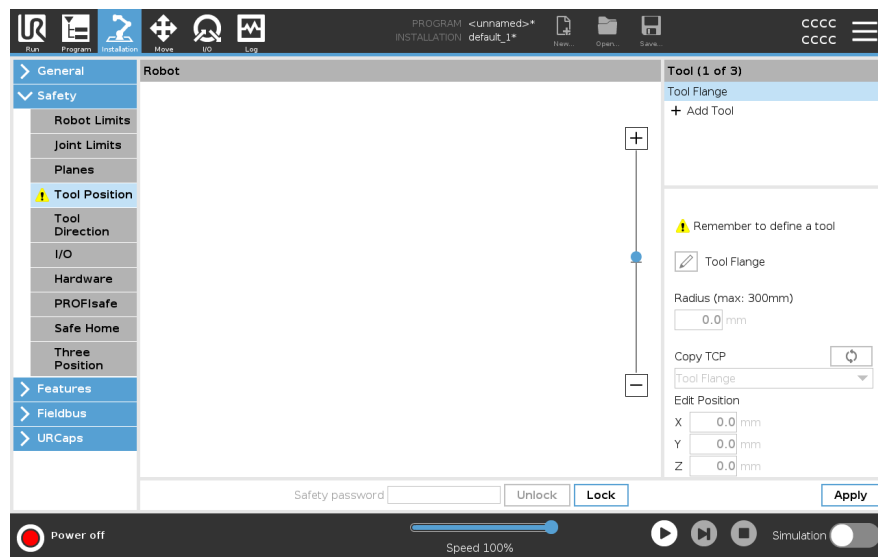 PROGRAM <unnamed>*
INSTALLATION default_1*
CCCC
CCCC
Run Program Installation Move I/O Log New... Open... Save...
General
Safety
Robot Limits
Joint Limits
Planes
Tool Position
Tool
Direction
I/O
Hardware
PROFIsafe
Safe Home
Three
Position
Features
Fieldbus
URCaps
Robot
Tool (1 of 3)
Tool Flange
+ Add Tool
Remember to define a tool
Tool Flange
Radius (max: 300mm)
0.0 mm
Copy TCP
Tool Flange
Edit Position
X 0.0 mm
Y 0.0 mm
Z 0.0 mm
Safety password Unlock Lock Apply
Power off
Speed 100%
Simulation